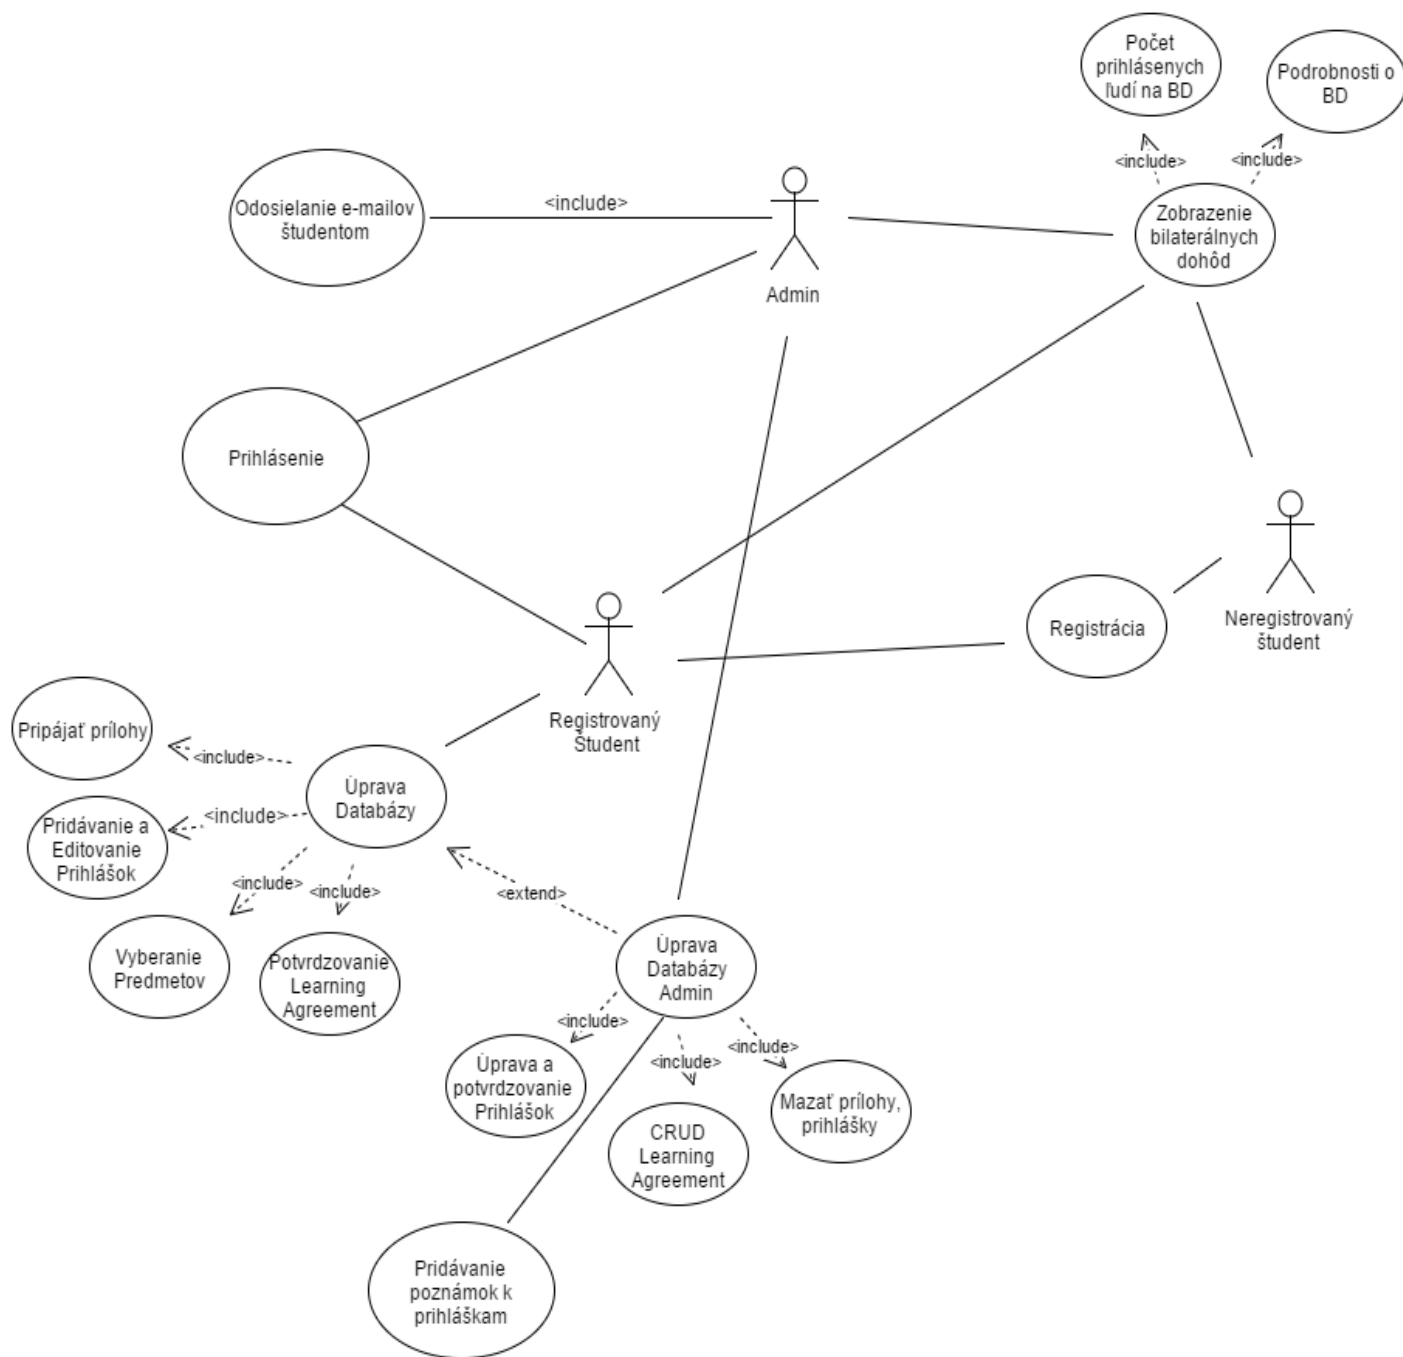 Počet
prihlásenych
ľudí na BD
Podrobnosti o
BD
<include>
<include>
Odosielanie e-mailov
študentom
<include>
Zobrazenie
bilaterálnych
dohôd
Admin
Prihlásenie
Neregistrovaný
študent
Registrácia
Registrovaný
Študent
Pripájať prílohy
<include>
Úprava
Databázy
<include>
Pridávanie a
Editovanie
Prihlášok
<include>
<include>
<extend>
Vyberanie
Predmetov
Potvrdzovanie
Learning
Agreement
Úprava
Databázy
Admin
<include>
<include>
<include>
Úprava a
potvrdzovanie
Prihlášok
CRUD
Learning
Agreement
Mazať prílohy,
prihlášky
Pridávanie
poznámok k
prihláškam